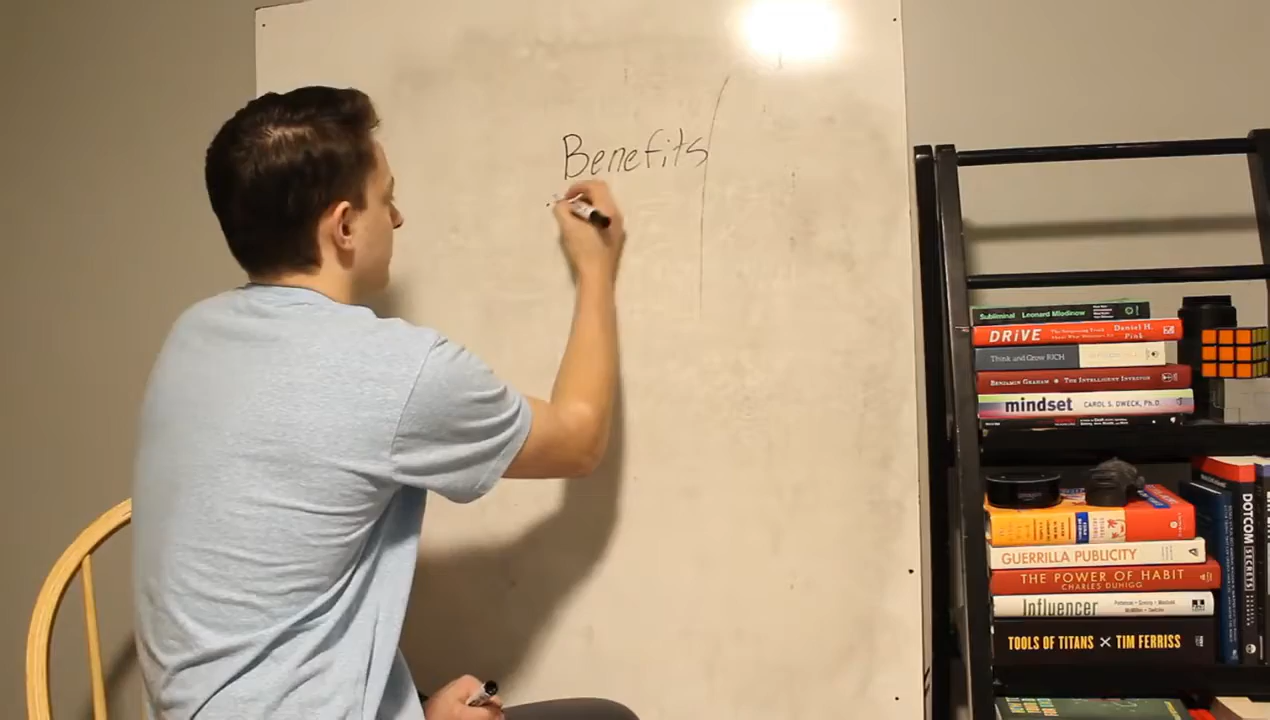 Benefits
Subliminal Leonard Mlodinow
DRiVE Daniel H. Pink
Think and Grow RICH
BENJAMIN GRAHAM THE INTELLIGENT INVESTOR
mindset CAROL S. DWECK, Ph.D.
GUERRILLA PUBLICITY
THE POWER OF HABIT
CHARLES DUHIGG
Influencer
TOOLS OF TITANS × TIM FERRISS
DOTCOM SECRETS